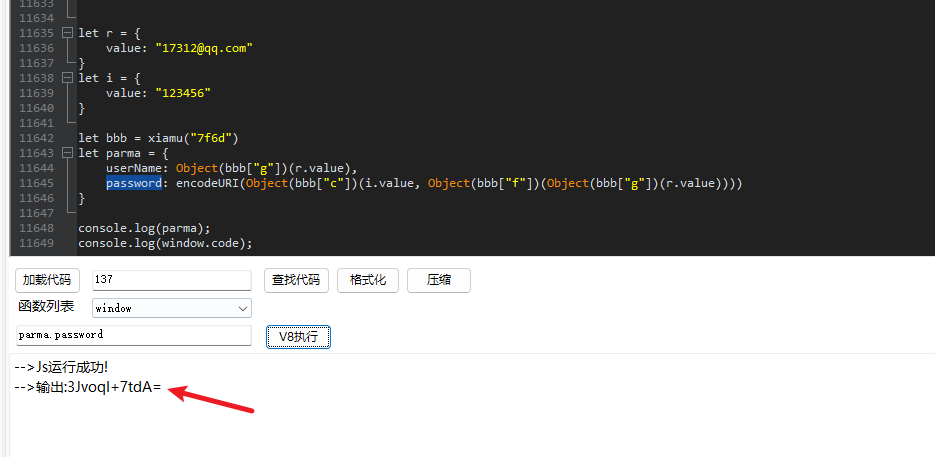 11633
11634
11635 let r = {
11636 value: "17312@qq.com"
11637 }
11638 let i = {
11639 value: "123456"
11640 }
11641
11642 let bbb = xiamu("7f6d")
11643 let parma = {
11644 userName: Object(bbb["g"])(r.value),
11645 password: encodeURI(Object(bbb["c"])(i.value, Object(bbb["f"])(Object(bbb["g"])(r.value))))
11646 }
11647
11648 console.log(parma);
11649 console.log(window.code);
加载代码 137 查找代码 格式化 压缩
函数列表 window
parma.password V8执行
-->Js运行成功!
-->输出:3JvoqI+7tdA=